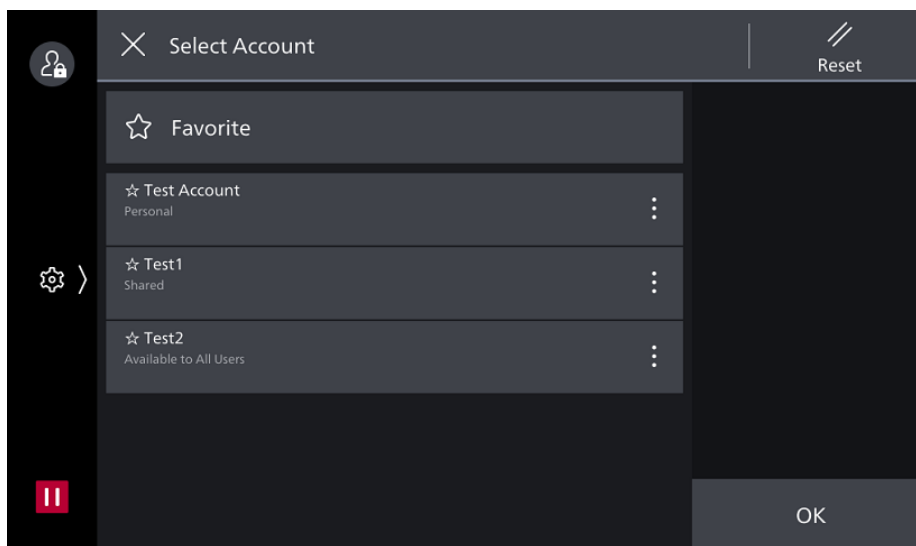 Select Account
Reset
Favorite
☆ Test Account
Personal
☆ Test1
Shared
☆ Test2
Available to All Users
OK